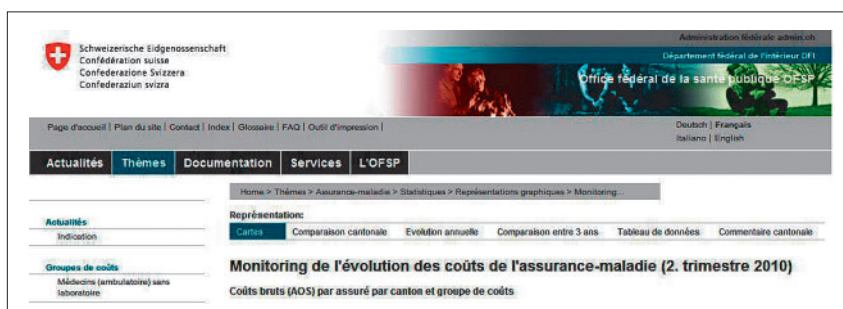 Schweizerische Eidgenossenschaft
Confédération suisse
Confederazione Svizzera
Confederaziun svizra
Administration fédérale admin.ch
Département fédéral de l'intérieur DFI
Office fédéral de la santé publique OFSP
Page d'accueil | Plan du site | Contact | Index | Glossaire | FAQ | Outil d'impression |
Deutsch | Français
Italiano | English
Actualités Thèmes Documentation Services L'OFSP
Home > Thèmes > Assurance-maladie > Statistiques > Représentations graphiques > Monitoring...
Actualités
Indication
Groupes de coûts
Médecins (ambulatoire) sans
laboratoire
Représentation:
Cartes Comparaison cantonale Evolution annuelle Comparaison entre 3 ans Tableau de données Commentaire cantonale
Monitoring de l'évolution des coûts de l'assurance-maladie (2. trimestre 2010)
Coûts bruts (AOS) par assuré par canton et groupe de coûts